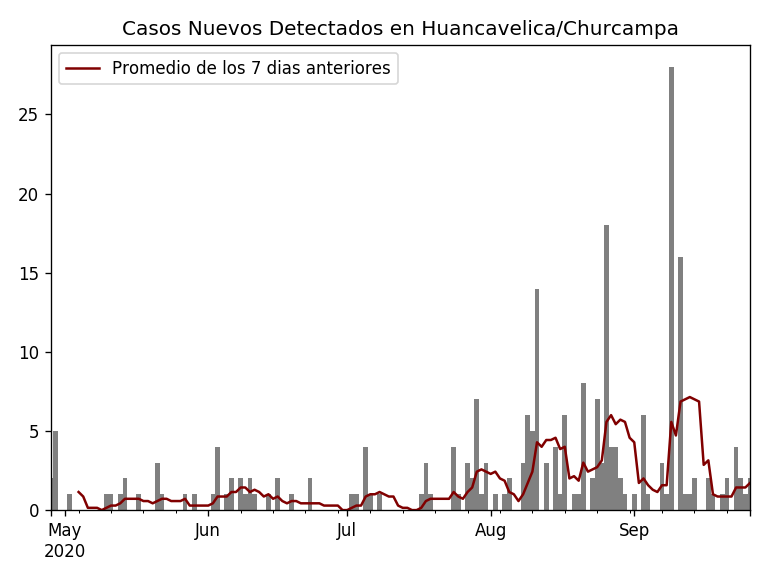 Casos Nuevos Detectados en Huancavelica/Churcampa
Promedio de los 7 dias anteriores
25
20
15
10
5
0
May Jun Jul Aug Sep
2020